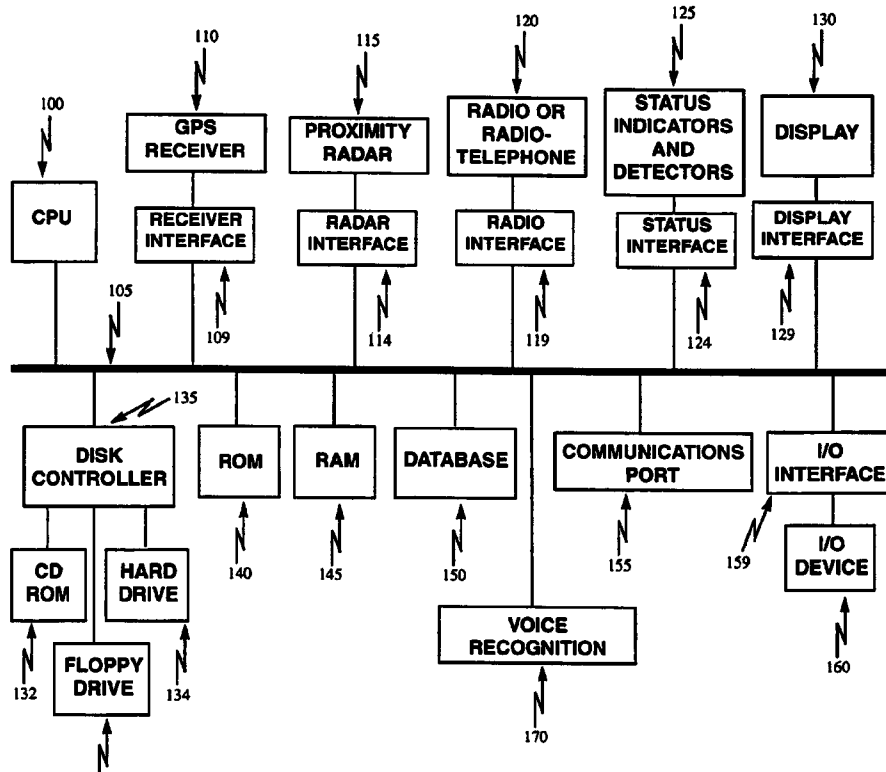 110
115
120
125
130
100
GPS
RECEIVER
PROXIMITY
RADAR
RADIO OR
RADIO-
TELEPHONE
STATUS
INDICATORS
AND
DETECTORS
DISPLAY
CPU
RECEIVER
INTERFACE
RADAR
INTERFACE
RADIO
INTERFACE
STATUS
INTERFACE
DISPLAY
INTERFACE
105
109
114
119
124
129
135
DISK
CONTROLLER
ROM
RAM
DATABASE
COMMUNICATIONS
PORT
I/O
INTERFACE
140
145
150
155
159
CD
ROM
HARD
DRIVE
I/O
DEVICE
VOICE
RECOGNITION
132
FLOPPY
DRIVE
134
160
170